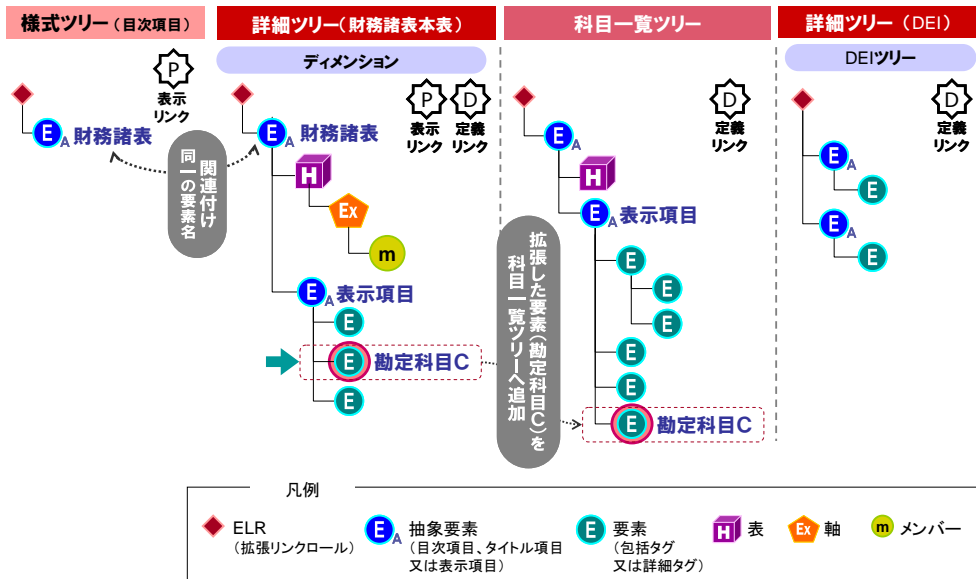 様式ツリー(目次項目)
詳細ツリー(財務諸表本表)
科目一覧ツリー
詳細ツリー(DEI)
ディメンション
DEIツリー
P
表示
リンク
P
表示
リンク
D
定義
リンク
D
定義
リンク
D
定義
リンク
E
A
財務諸表
関連付け
同一の要素名
E
A
財務諸表
H
Ex
m
E
A
表示項目
E
E
勘定科目C
E
拡張した要素(勘定科目C)を
科目一覧ツリーへ追加
E
A
H
E
A
表示項目
E
E
E
E
E
E
勘定科目C
E
A
E
E
A
E
凡例
ELR
(拡張リンクロール)
E
A
抽象要素
(目次項目、タイトル項目
又は表示項目)
E
要素
(包括タグ
又は詳細タグ)
H
表
Ex
軸
m
メンバー